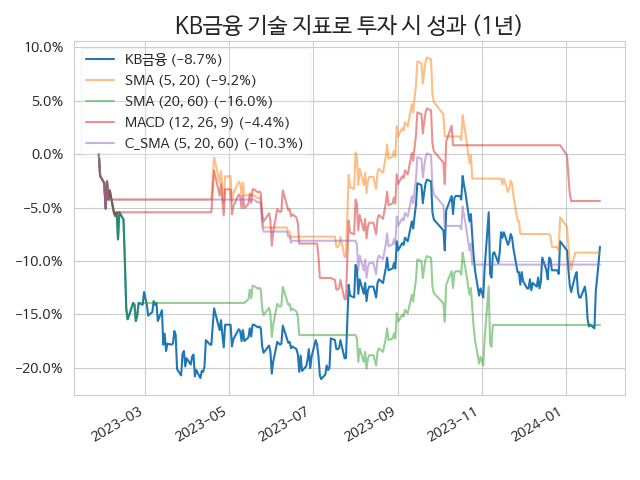 KB금융 기술 지표로 투자 시 성과 (1년)
10.0%
5.0%
0.0%
−5.0%
−10.0%
−15.0%
−20.0%
KB금융 (−8.7%)
SMA (5, 20) (−9.2%)
SMA (20, 60) (−16.0%)
MACD (12, 26, 9) (−4.4%)
C_SMA (5, 20, 60) (−10.3%)
2023−03
2023−05
2023−07
2023−09
2023−11
2024−01